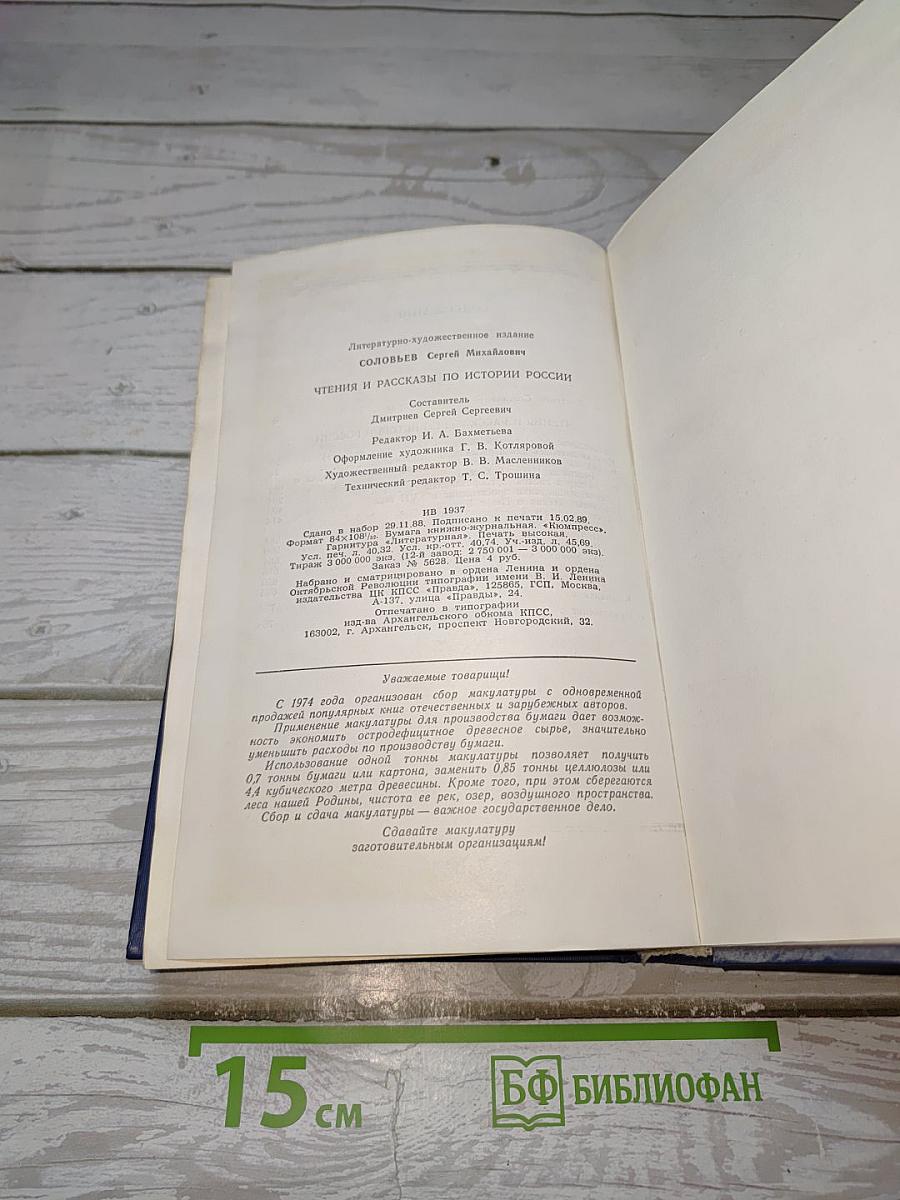 Литературно-художественное издание
СОЛОВЬЕВ Сергей Михайлович
ЧТЕНИЯ И РАССКАЗЫ ПО ИСТОРИИ РОССИИ
Составитель
Дмитриев Сергей Сергеевич
Редактор И. А. Бахметьева
Оформление художника Г. В. Котляровой
Художественный редактор В. В. Масленников
Технический редактор Т. С. Трошина
ИВ 1937
Сдано в набор 29.11.88. Подписано к печати 15.02.89.
Формат 84×108¹/₃₂. Бумага книжно-журнальная. «Кюмпресс».
Гарнитура «Литературная». Печать высокая.
Усл. печ. л. 40,32. Усл. кр.-отт. 40,74. Уч.-изд. л. 45,69.
Тираж 3 000 000 экз. (12-й завод: 2 750 001 — 3 000 000 экз).
Заказ № 5628. Цена 4 руб.
Набрано и сматрицировано в ордена Ленина и ордена
Октябрьской Революции типографии имени В. И. Ленина
издательства ЦК КПСС «Правда», 125865, ГСП, Москва,
А-137, улица «Правды», 24.
Отпечатано в типографии
изд-ва Архангельского обкома КПСС,
163002, г. Архангельск, проспект Новгородский, 32.
Уважаемые товарищи!
С 1974 года организован сбор макулатуры с одновременной
продажей популярных книг отечественных и зарубежных авторов.
Применение макулатуры для производства бумаги дает возмож-
ность экономить остродефицитное древесное сырье, значительно
уменьшить расходы по производству бумаги.
Использование одной тонны макулатуры позволяет получить
0,7 тонны бумаги или картона, заменить 0,85 тонны целлюлозы или
4,4 кубического метра древесины. Кроме того, при этом сберегаются
леса нашей Родины, чистота ее рек, озер, воздушного пространства.
Сбор и сдача макулатуры — важное государственное дело.
Сдавайте макулатуру
заготовительным организациям!
15 см
БФ БИБЛИОФАН